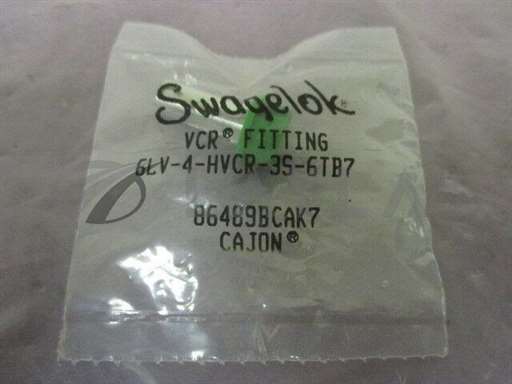 Swagelok®
VCR® FITTING
6LV-4-HVCR-3S-6TB7
86489BCAK7
CAJON®